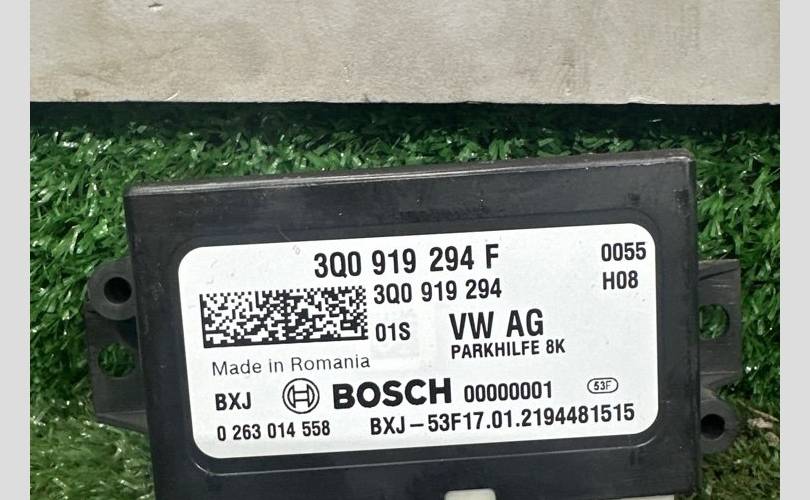 3Q0 919 294 F
0055
3Q0 919 294
H08
01S
VW AG
PARKHILFE 8K
Made in Romania
BXJ
BOSCH 00000001
53F
0 263 014 558
BXJ-53F17.01.2194481515